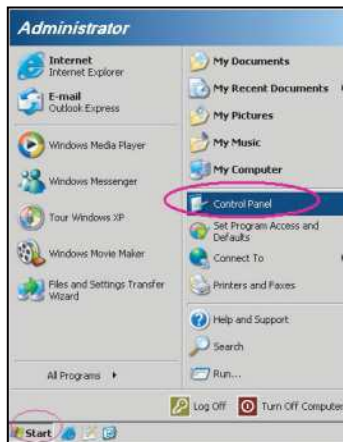 Administrator
Internet
Internet Explorer
E-mail
Outlook Express
Windows Media Player
Windows Messenger
Tour Windows XP
Windows Movie Maker
Files and Settings Transfer
Wizard
All Programs
My Documents
My Recent Documents
My Pictures
My Music
My Computer
Control Panel
Set Program Access and
Defaults
Connect To
Printers and Faxes
Help and Support
Search
Run...
Log Off
Turn Off Computer
Start